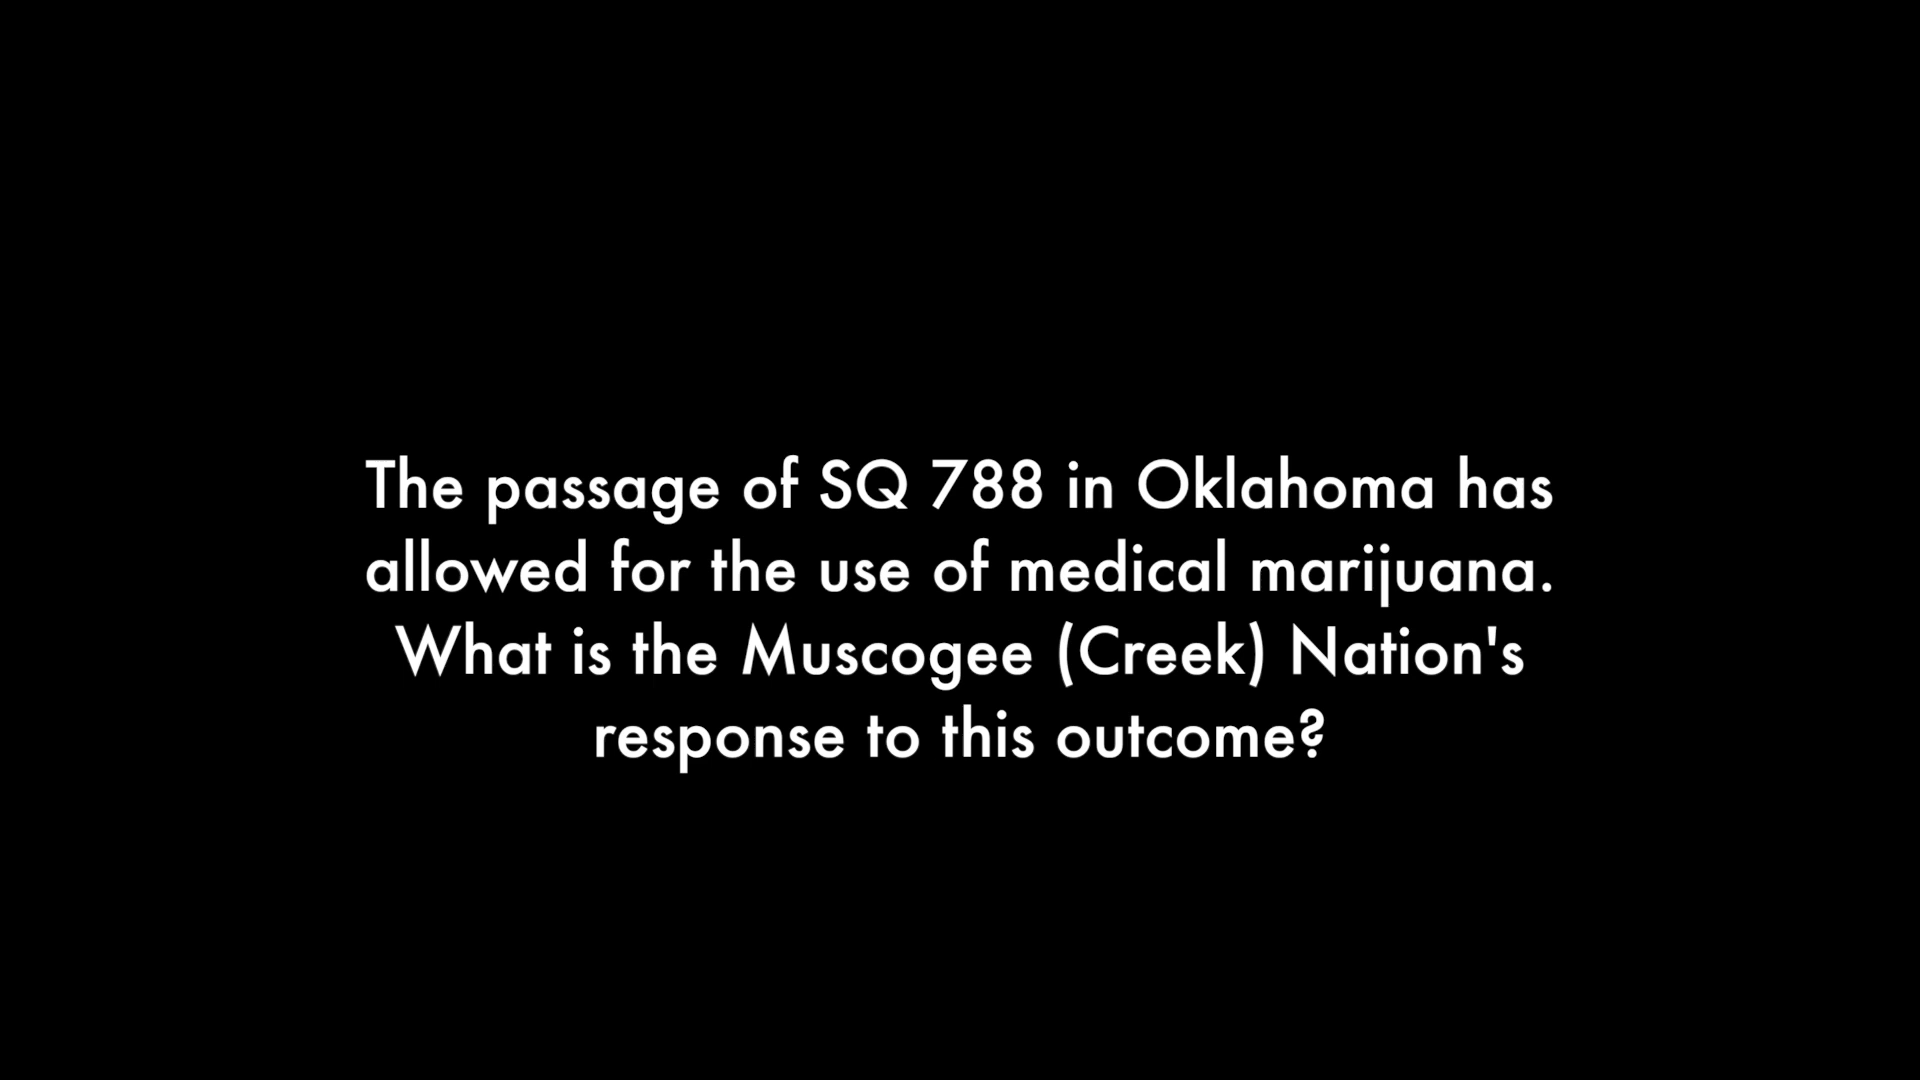 The passage of SQ 788 in Oklahoma has
allowed for the use of medical marijuana.
What is the Muscogee (Creek) Nation's
response to this outcome?